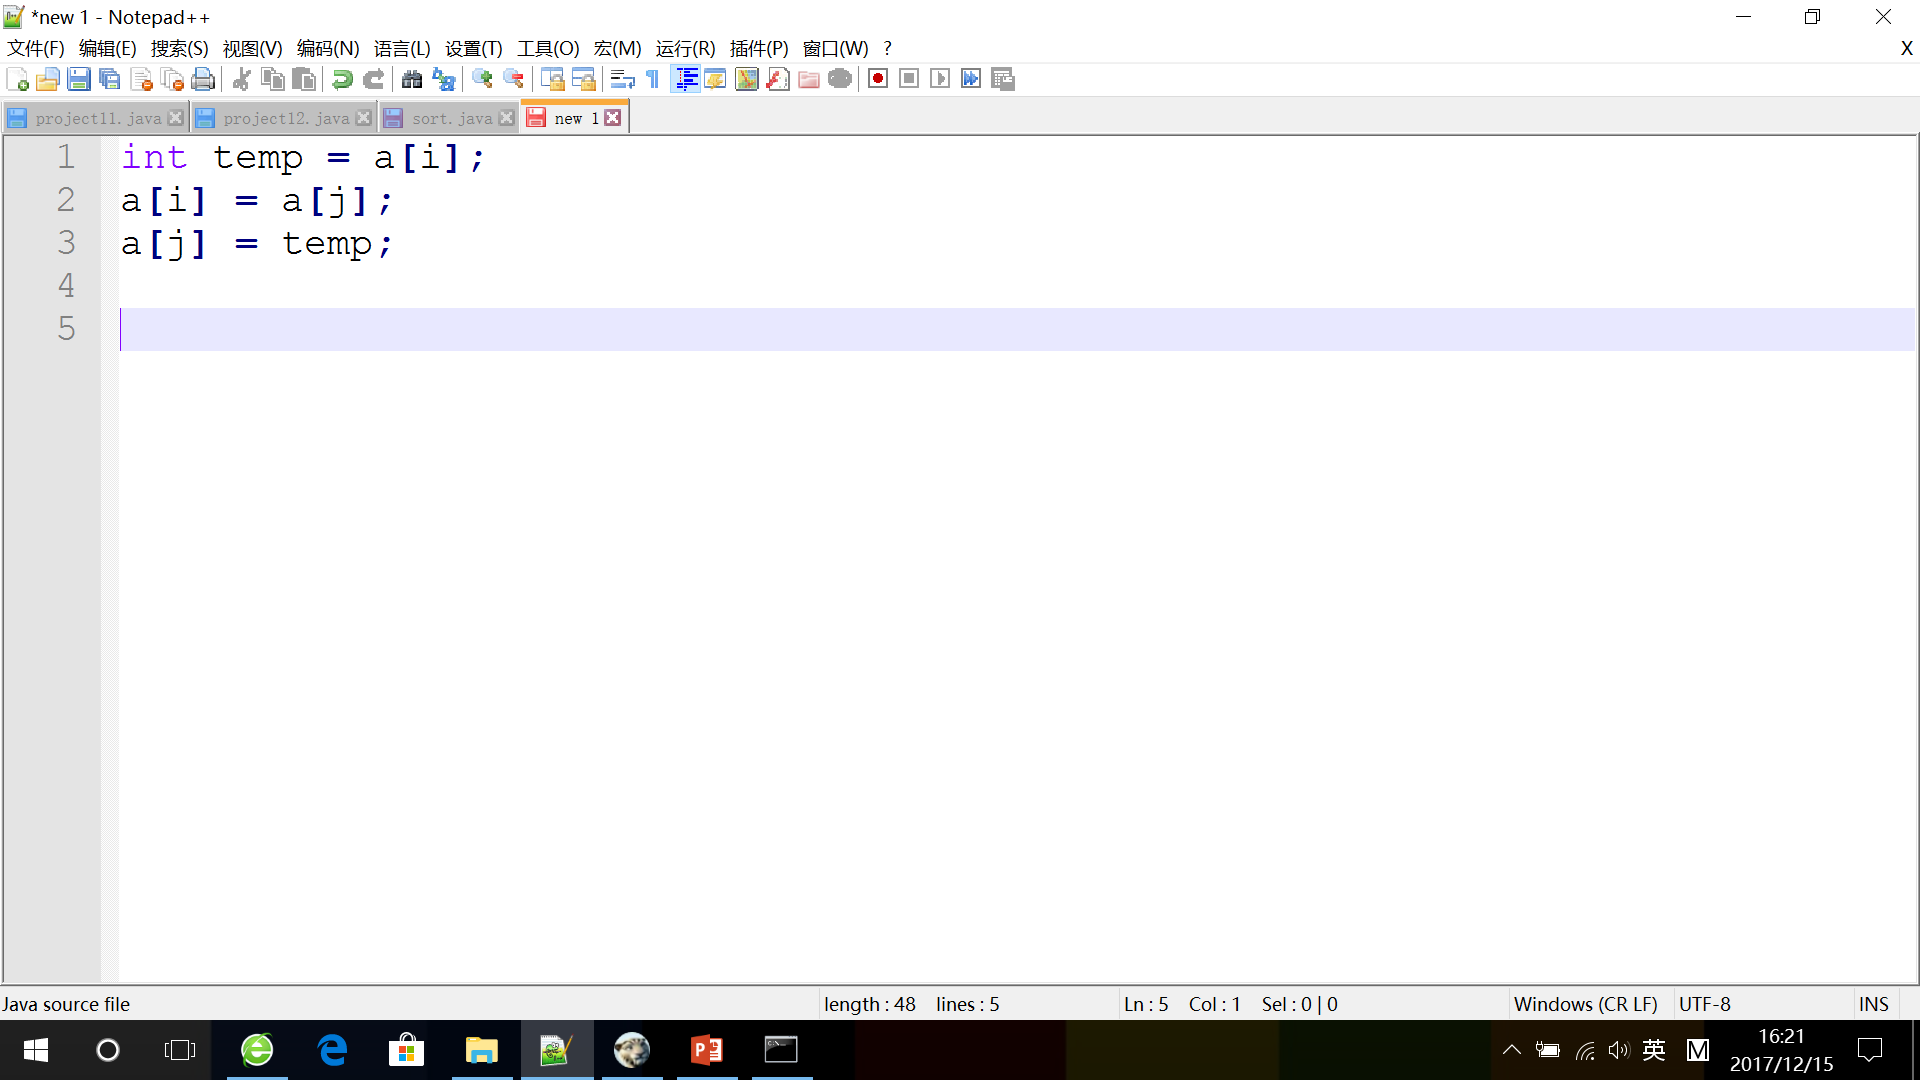 *new 1 - Notepad++
文件(F) 编辑(E) 搜索(S) 视图(V) 编码(N) 语言(L) 设置(T) 工具(O) 宏(M) 运行(R) 插件(P) 窗口(W) ? X
project11.java project12.java sort.java new 1
1 int temp = a[i];
2 a[i] = a[j];
3 a[j] = temp;
4
5
Java source file length : 48 lines : 5 Ln : 5 Col : 1 Sel : 0 | 0 Windows (CR LF) UTF-8 INS
英 M 16:21
2017/12/15